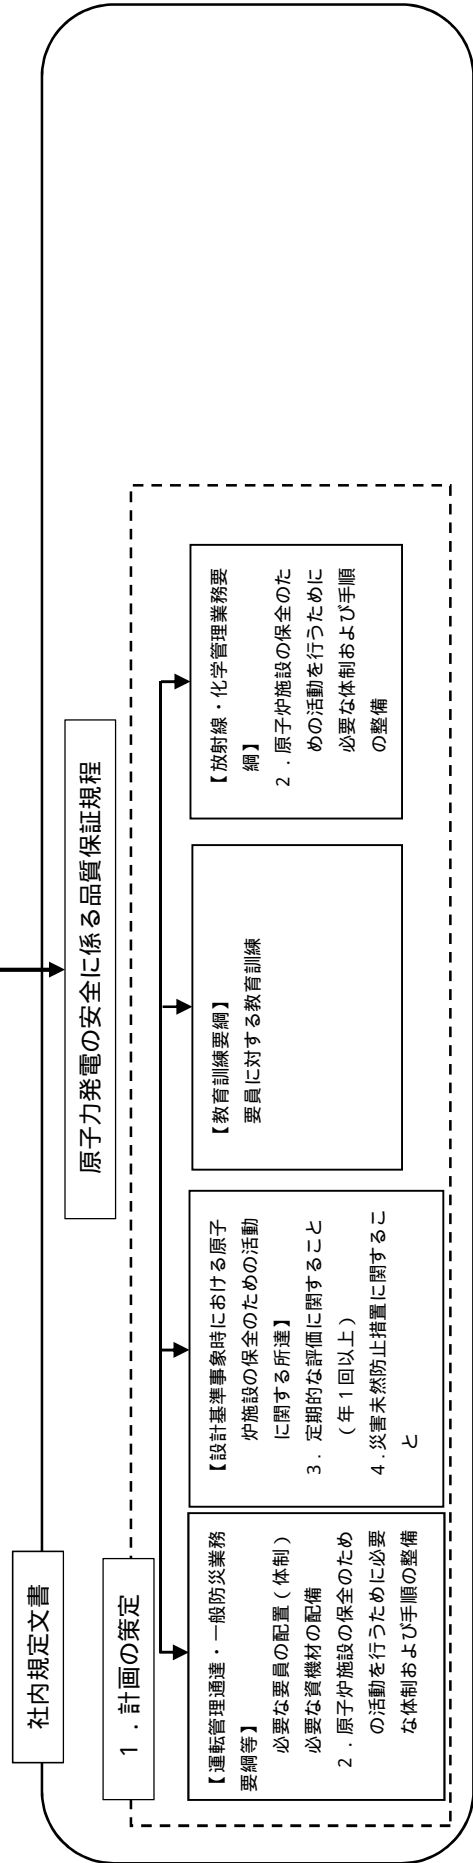 社内規定文書
原子力発電の安全に係る品質保証規程
１．計画の策定
【運転管理通達・一般防災業務
要綱等】
必要な要員の配置（体制）
必要な資機材の配備
２．原子炉施設の保全のため
の活動を行うために必要
な体制および手順の整備
【設計基準事象時における原子
炉施設の保全のための活動
に関する所達】
３．定期的な評価に関すること
（年１回以上）
４.災害未然防止措置に関するこ
と
【教育訓練要綱】
要員に対する教育訓練
【放射線・化学管理業務要
綱】
２．原子炉施設の保全のた
めの活動を行うために
必要な体制および手順
の整備